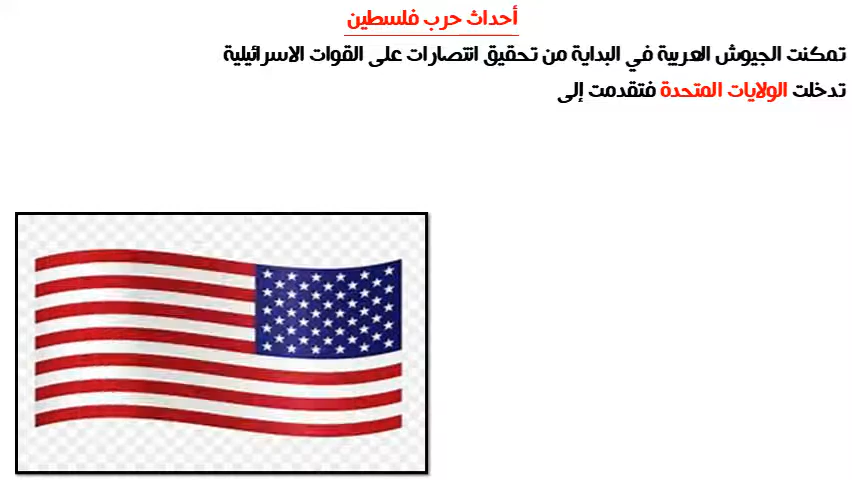 أحداث حرب فلسطين
تمكنت الجيوش العربية في البداية من تحقيق انتصارات على القوات الاسرائيلية
تدخلت الولايات المتحدة فتقدمت إلى